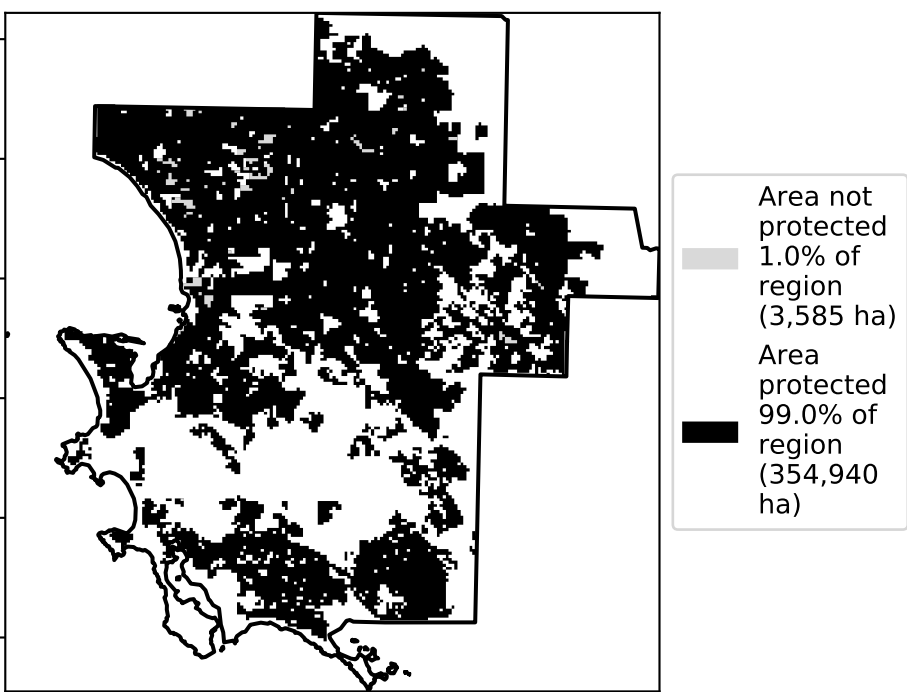 Area not
protected
1.0% of
region
(3,585 ha)
Area
protected
99.0% of
region
(354,940
ha)